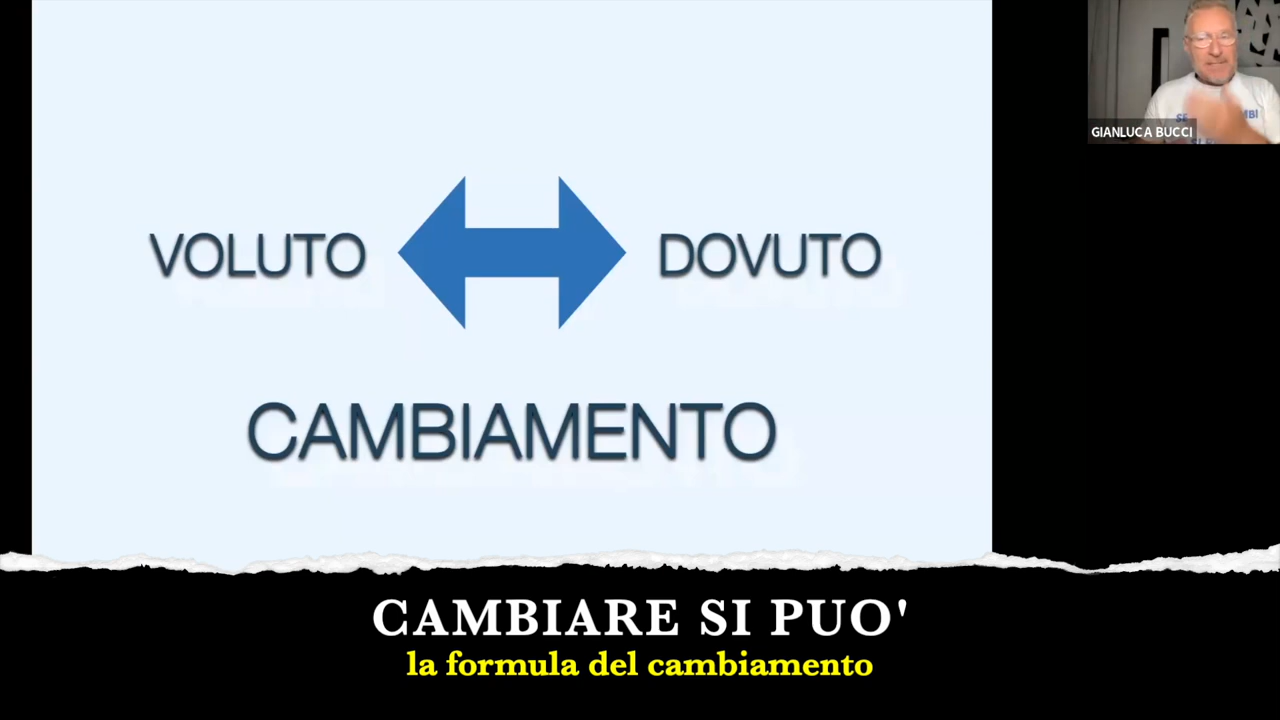 VOLUTO DOVUTO
CAMBIAMENTO
GIANLUCA BUCCI
CAMBIARE SI PUO'
la formula del cambiamento